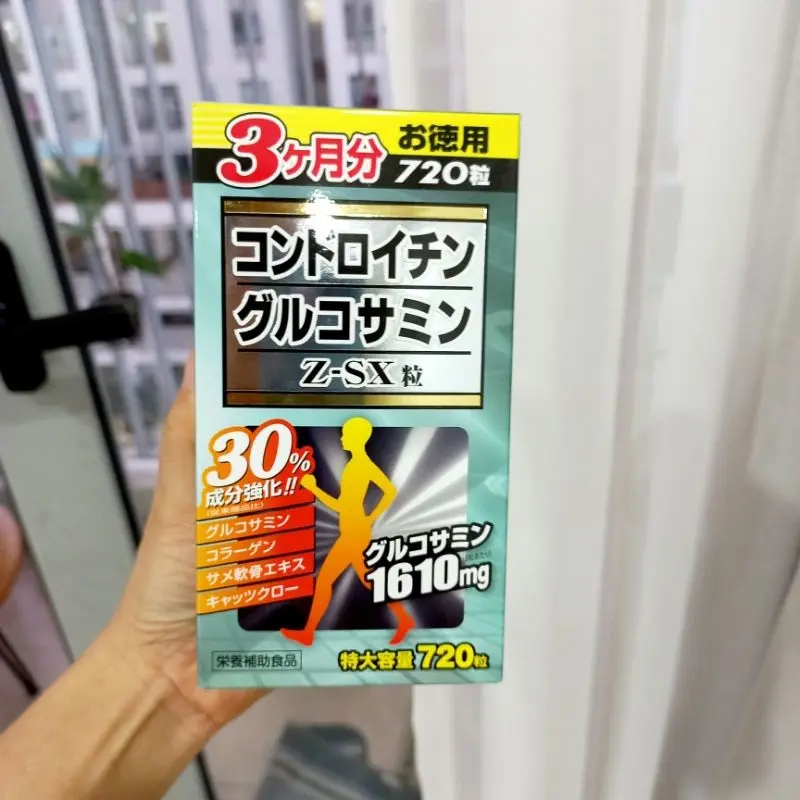 3ヶ月分
お徳用
720粒
コントロイチン
グルコサミン
Z-SX 粒
30%
成分強化!!
グルコサミン
コラーゲン
サメ軟骨エキス
キャッツクロー
グルコサミン
1610mg
栄養補助食品
特大容量 720粒